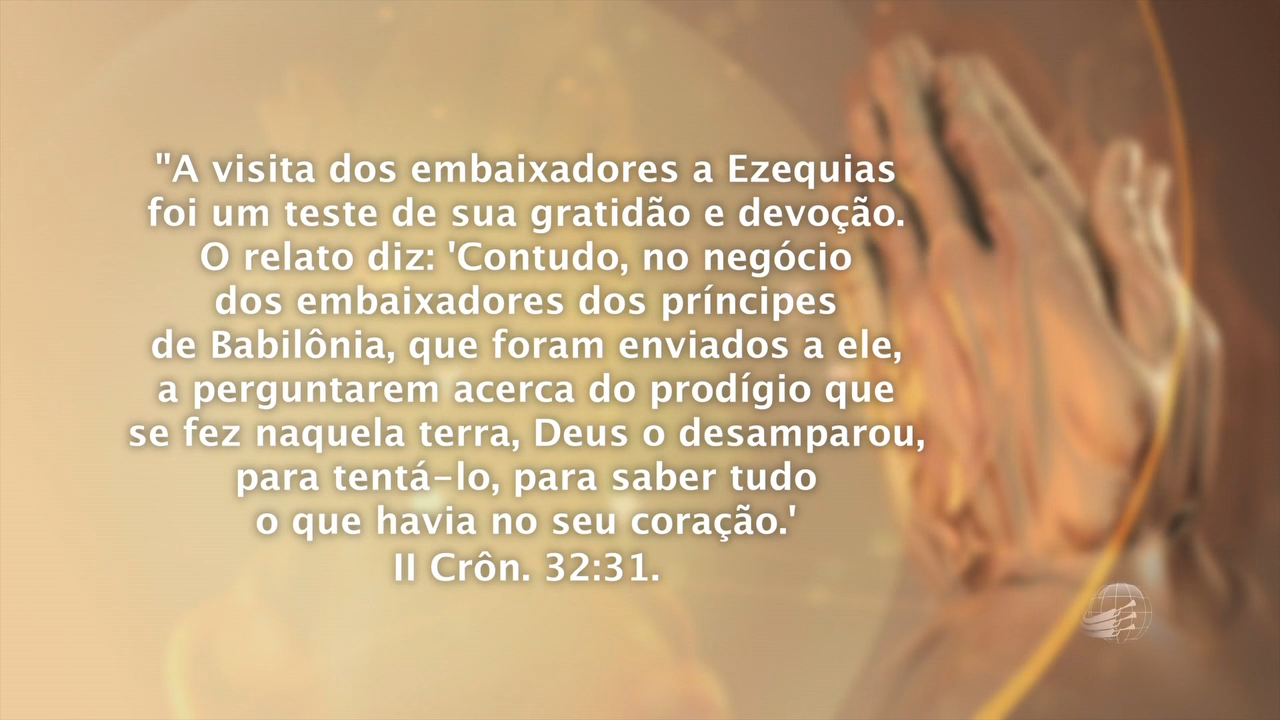 "A visita dos embaixadores a Ezequias
foi um teste de sua gratidão e devoção.
O relato diz: 'Contudo, no negócio
dos embaixadores dos príncipes
de Babilônia, que foram enviados a ele,
a perguntarem acerca do prodígio que
se fez naquela terra, Deus o desamparou,
para tentá-lo, para saber tudo
o que havia no seu coração.'
II Crôn. 32:31.